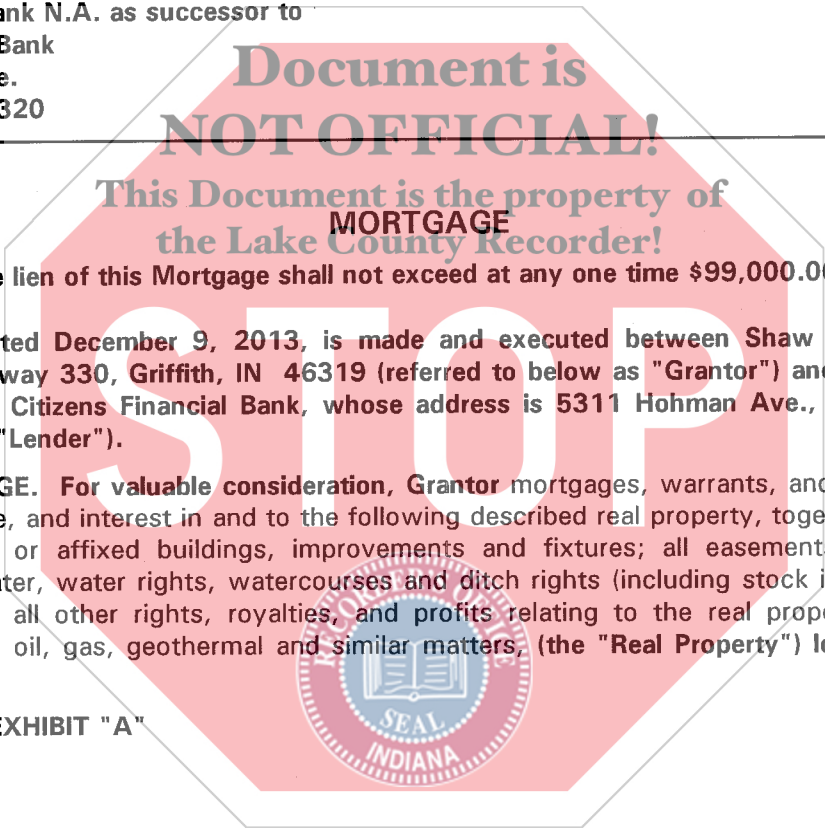 ank N.A. as successor to
Bank
e.
320
Document is
NOT OFFICIAL!
This Document is the property of
MORTGAGE
the Lake County Recorder!
e lien of this Mortgage shall not exceed at any one time $99,000.00
ted December 9, 2013, is made and executed between Shaw
way 330, Griffith, IN 46319 (referred to below as "Grantor") and
Citizens Financial Bank, whose address is 5311 Hohman Ave.,
"Lender").
GE. For valuable consideration, Grantor mortgages, warrants, and
e, and interest in and to the following described real property, toge
or affixed buildings, improvements and fixtures; all easement
ter, water rights, watercourses and ditch rights (including stock i
all other rights, royalties, and profits relating to the real prope
oil, gas, geothermal and similar matters, (the "Real Property") l
EXHIBIT "A"
STOP
RECORDER'S OFFICE
SEAL
INDIANA